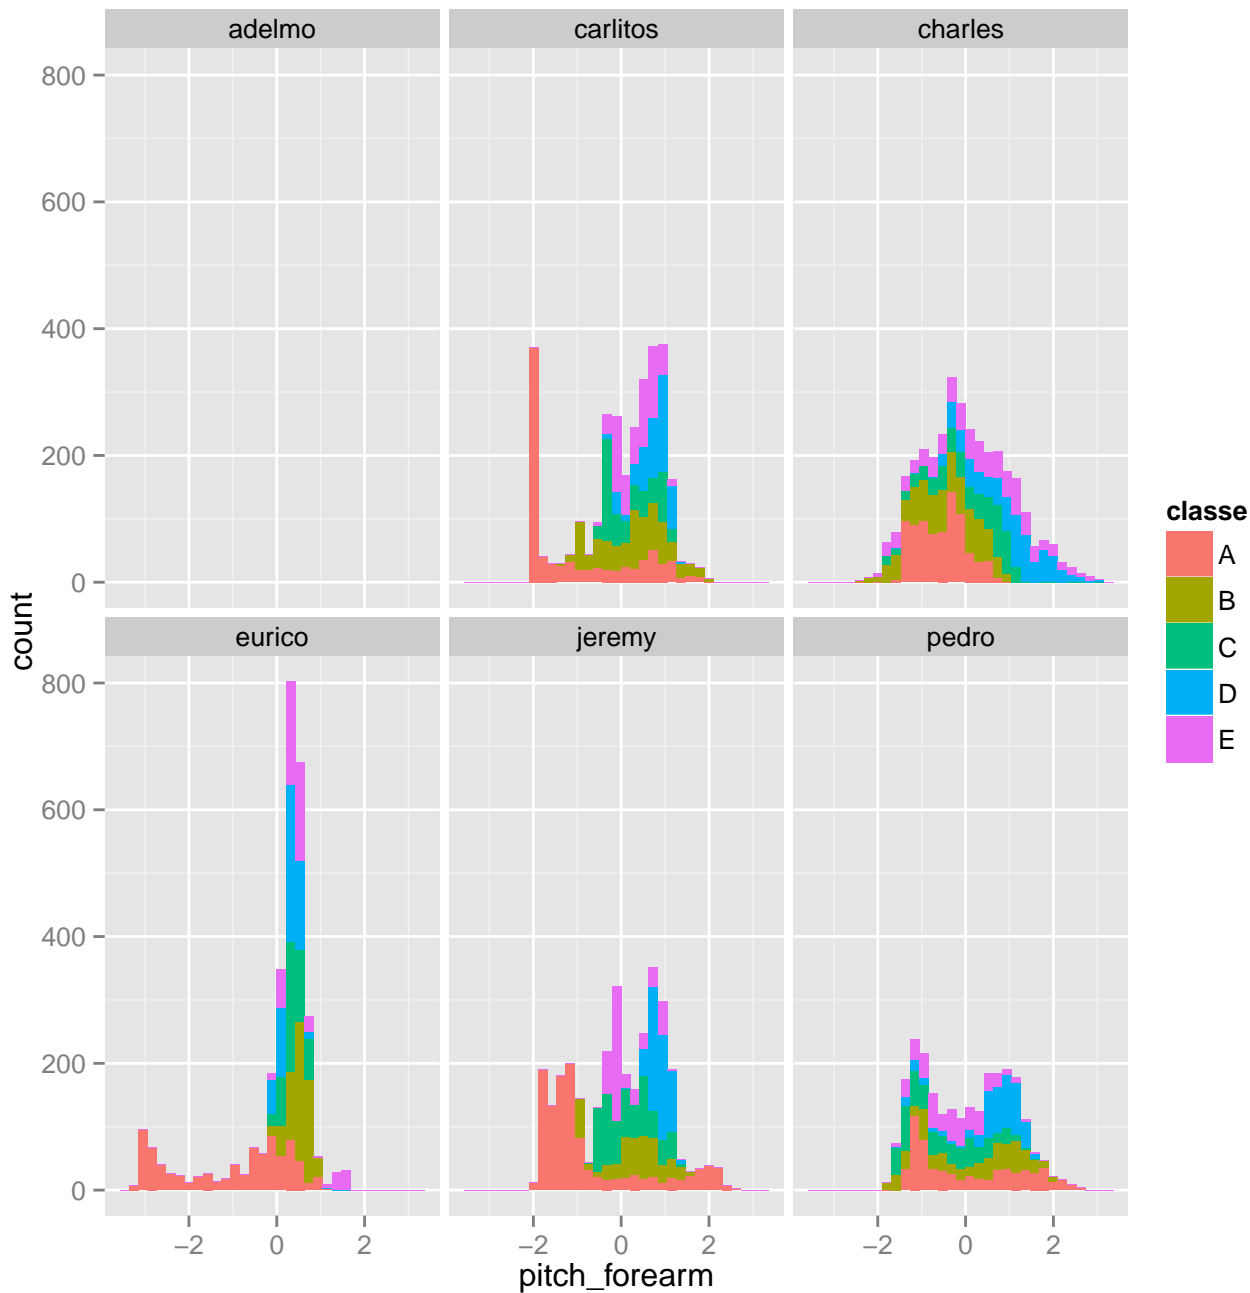 adelmo carlitos charles
800
600
400
200
0
eurico jeremy pedro
800
600
400
200
0
−2 0 2 −2 0 2 −2 0 2
pitch_forearm
count
classe
A
B
C
D
E